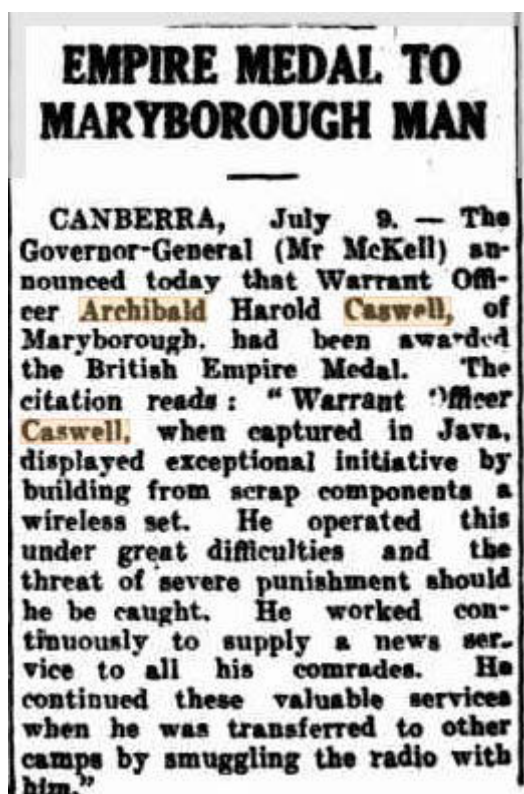 EMPIRE MEDAL TO
MARYBOROUGH MAN
CANBERRA, July 9. — The
Governor-General (Mr McKell) an-
nounced today that Warrant Offi-
cer Archibald Harold Caswell, of
Maryborough. had been awarded
the British Empire Medal. The
citation reads: "Warrant Officer
Caswell, when captured in Java,
displayed exceptional initiative by
building from scrap components a
wireless set. He operated this
under great difficulties and the
threat of severe punishment should
he be caught. He worked con-
tinuously to supply a news ser-
vice to all his comrades. He
continued these valuable services
when he was transferred to other
camps by smuggling the radio with
him."